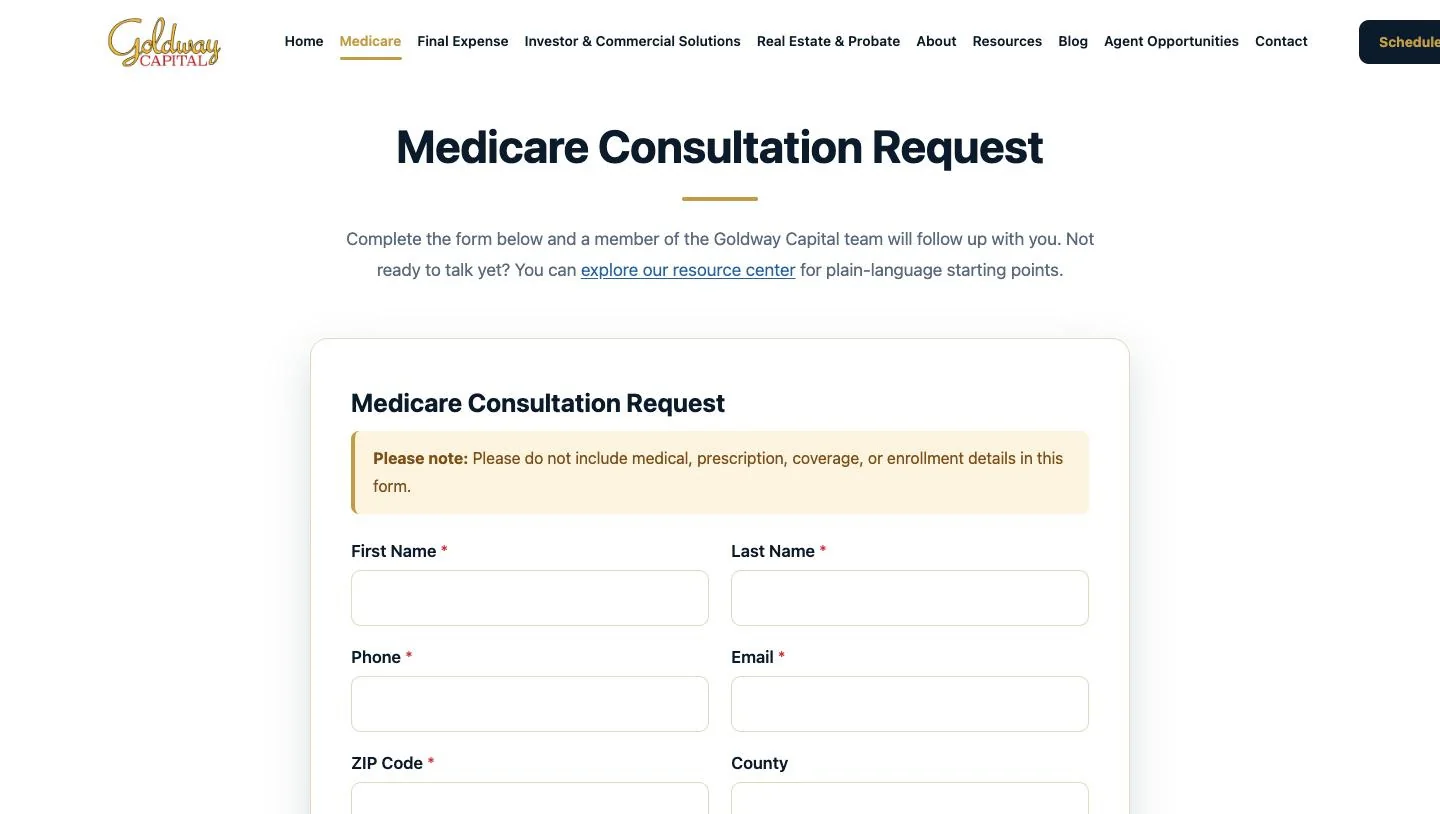 Goldway
CAPITAL
Home Medicare Final Expense Investor & Commercial Solutions Real Estate & Probate About Resources Blog Agent Opportunities Contact Schedule
Medicare Consultation Request
Complete the form below and a member of the Goldway Capital team will follow up with you. Not
ready to talk yet? You can explore our resource center for plain-language starting points.
Medicare Consultation Request
Please note: Please do not include medical, prescription, coverage, or enrollment details in this
form.
First Name * Last Name *
Phone * Email *
ZIP Code * County